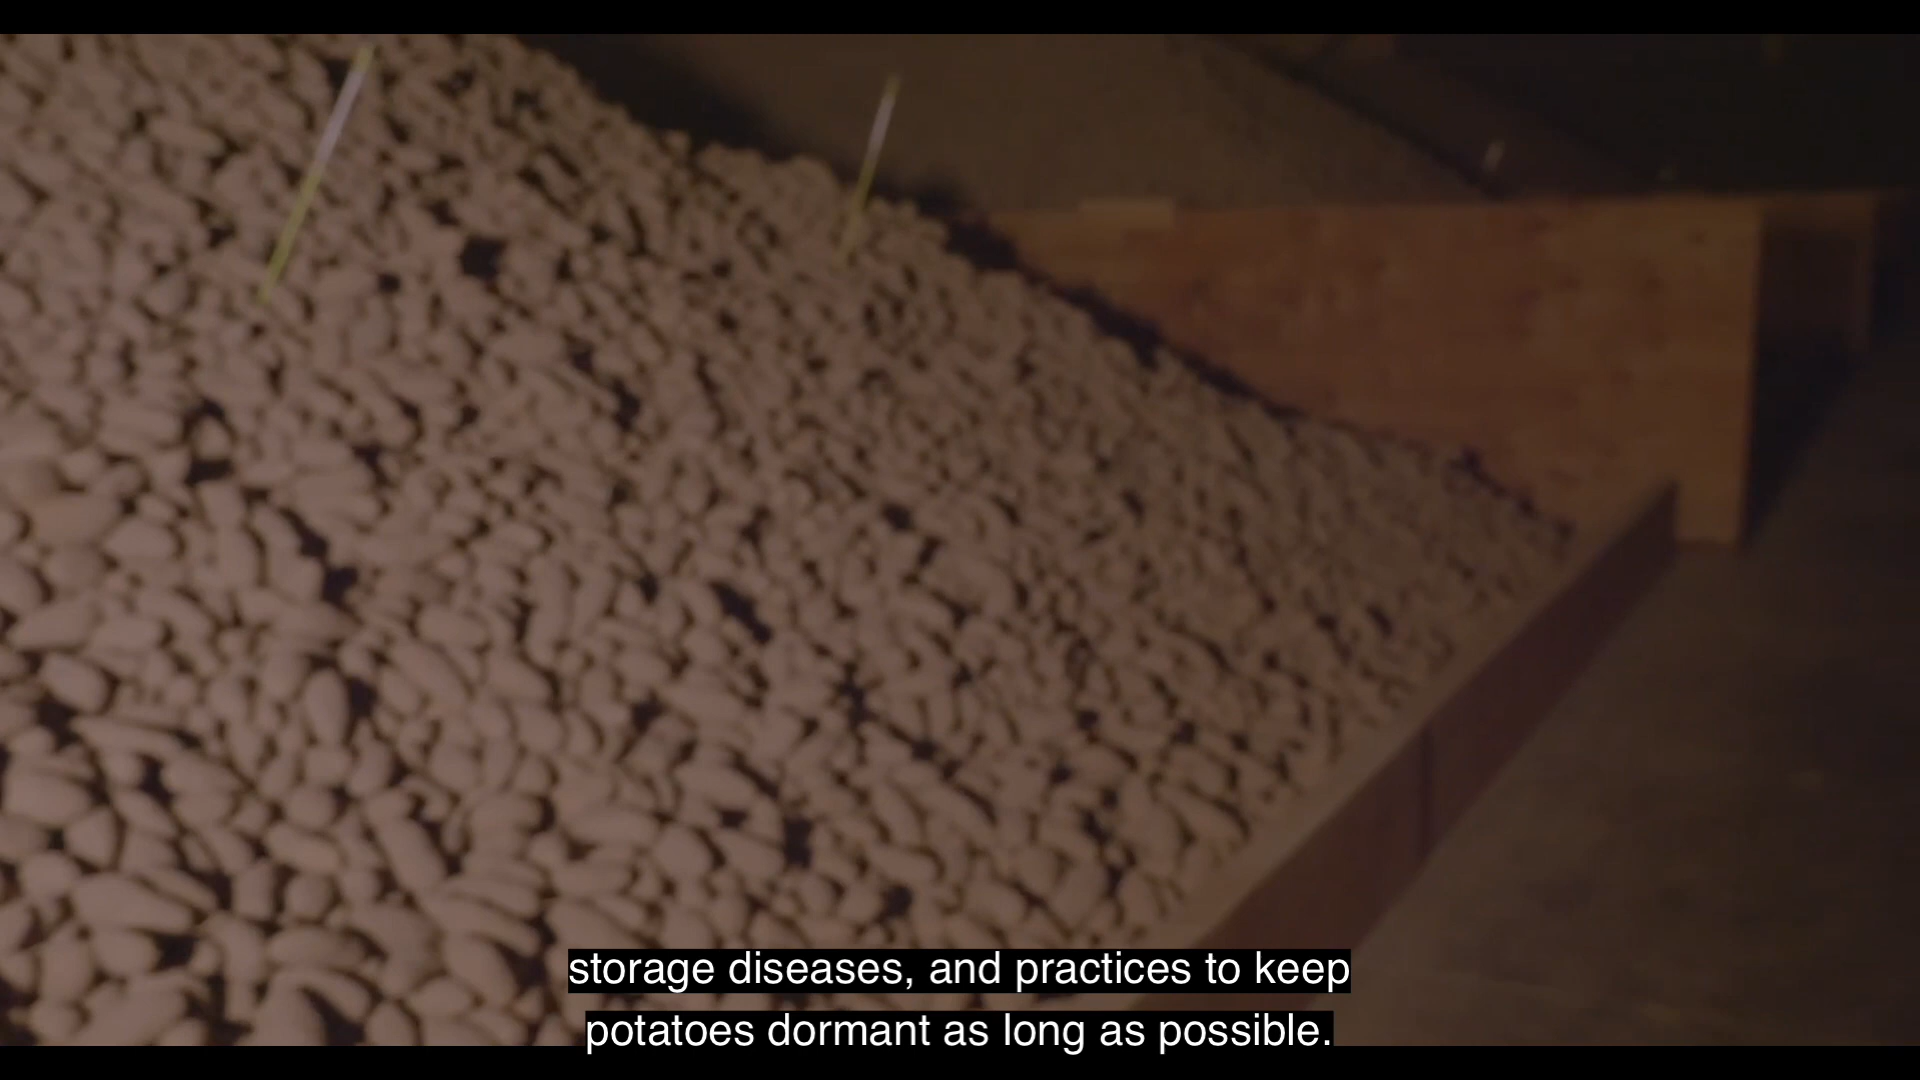 storage diseases, and practices to keep
potatoes dormant as long as possible.